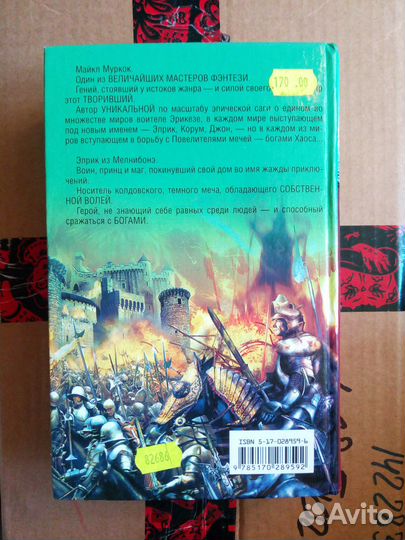 Майкл Муркок.
Один из ВЕЛИЧАЙШИХ МАСТЕРОВ ФЭНТЕЗИ.
Гений, стоявший у истоков жанра — и силой своего
этот ТВОРИВШИЙ.
Автор УНИКАЛЬНОЙ по масштабу эпической саги о едином во
множестве миров воителе Эрикезе, в каждом мире выступающем
под новым именем — Элрик, Корум, Джон, — но в каждом из ми-
ров вступающем в борьбу с Повелителями мечей — богами Хаоса...
Элрик из Мелнибонэ.
Воин, принц и маг, покинувший свой дом во имя жажды приклю-
чений.
Носитель колдовского, темного меча, обладающего СОБСТВЕН-
НОЙ ВОЛЕЙ.
Герой, не знающий себе равных среди людей — и способный
сражаться с БОГАМИ.
170.00
82680
ISBN 5-17-028959-6
9 785170 289592
Avito